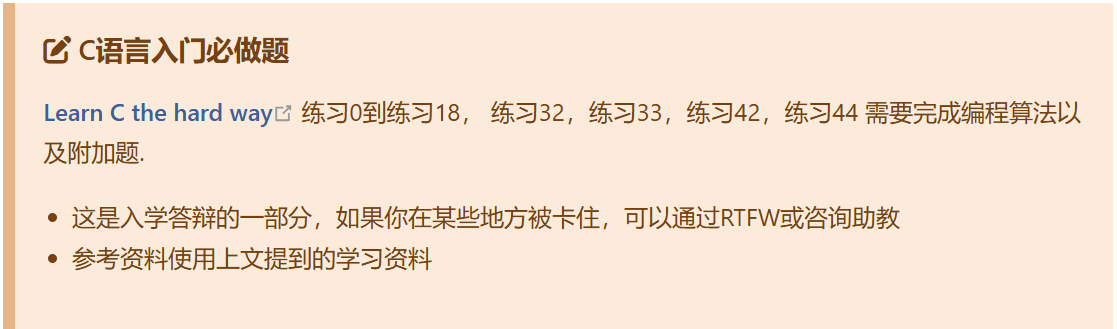 C语言入门必做题
Learn C the hard way 练习0到练习18， 练习32，练习33，练习42，练习44 需要完成编程算法以
及附加题.
这是入学答辩的一部分，如果你在某些地方被卡住，可以通过RTFW或咨询助教
参考资料使用上文提到的学习资料